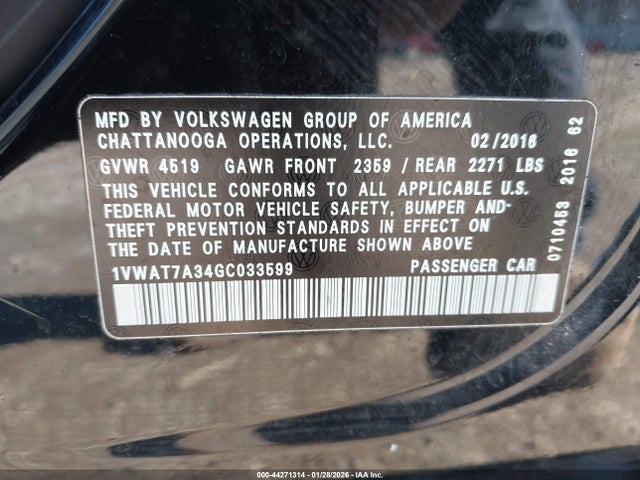 MFD BY VOLKSWAGEN GROUP OF AMERICA
CHATTANOOGA OPERATIONS, LLC. 02/2016
GVWR 4519 GAWR FRONT 2359 / REAR 2271 LBS
THIS VEHICLE CONFORMS TO ALL APPLICABLE U.S.
FEDERAL MOTOR VEHICLE SAFETY, BUMPER AND
THEFT PREVENTION STANDARDS IN EFFECT ON
THE DATE OF MANUFACTURE SHOWN ABOVE
1VWAT7A34GC033599 PASSENGER CAR
0710453 2016 62
000-44271314 | 01/28/2026 | IAA Inc.